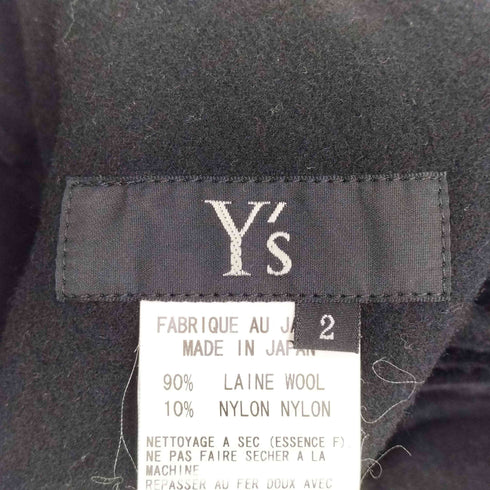 Y's
2
FABRIQUE AU JA
MADE IN JAPAN
90% LAINE WOOL
10% NYLON NYLON
NETTOYAGE A SEC (ESSENCE F).
NE PAS FAIRE SECHER A LA
MACHINE
REPASSER AU FER DOUX AVEC